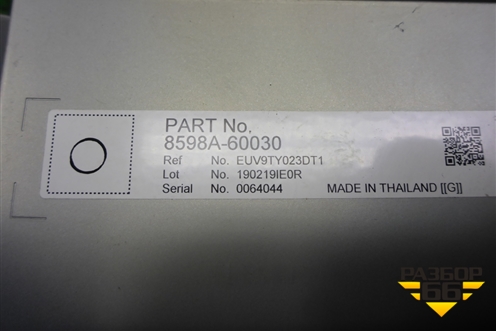 PART No.
8598A-60030
Ref No. EUV9TY023DT1
Lot No. 190219IE0R
Serial No. 0064044
MADE IN THAILAND [[G]]
РАЗБОР
66